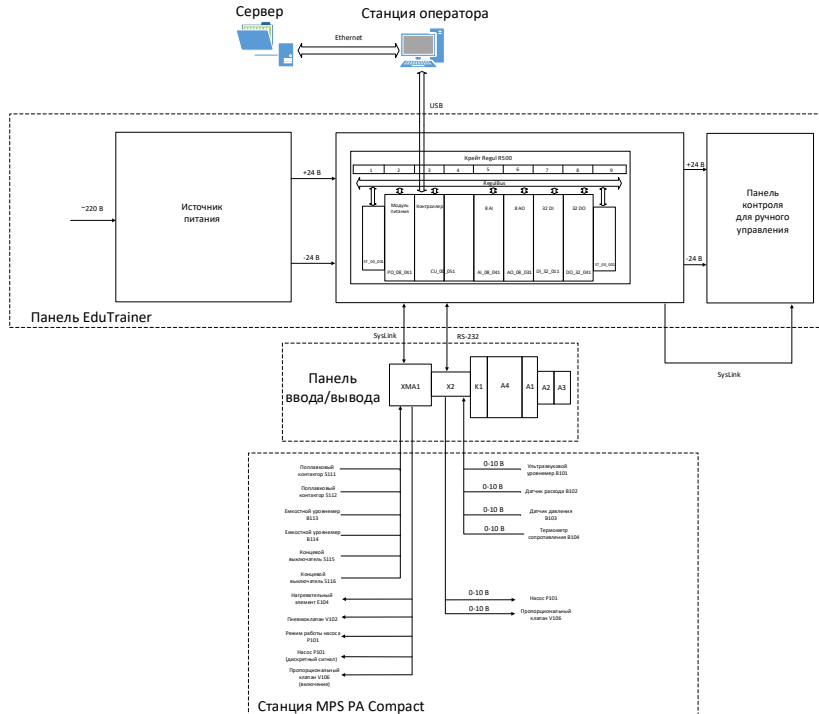 Сервер
Станция оператора
Ethernet
USB
Крейт Regul R500
1 2 3 4 5 6 7 8 9
RegulBus
~220 В
Источник
питания
+24 В
-24 В
Модуль
питания
Контроллер
8 AI
8 AO
32 DI
32 DO
ST_00_001
PO_08_041
CU_00_051
AI_08_041
AO_08_031
DI_32_011
DO_32_041
ST_00_001
+24 В
-24 В
Панель
контроля
для ручного
управления
Панель EduTrainer
SysLink
RS-232
SysLink
Панель
ввода/вывода
XMA1
X2
K1
A4
A1
A2
A3
Поплавковый
контактор S111
Поплавковый
контактор S112
Емкостной уровнемер
B113
Емкостной уровнемер
B114
Концевой
выключатель S115
Концевой
выключатель S116
Нагревательный
элемент E104
Пневмоклапан V102
Режим работы насоса
P101
Насос P101
(дискретный сигнал)
Пропорциональный
клапан V106
(включение)
0-10 В
Ультразвуковой
уровнемер B101
0-10 В
Датчик расхода B102
0-10 В
Датчик давления
B103
0-10 В
Термометр
сопротивления B104
0-10 В
Насос P101
0-10 В
Пропорциональный
клапан V106
Станция MPS PA Compact